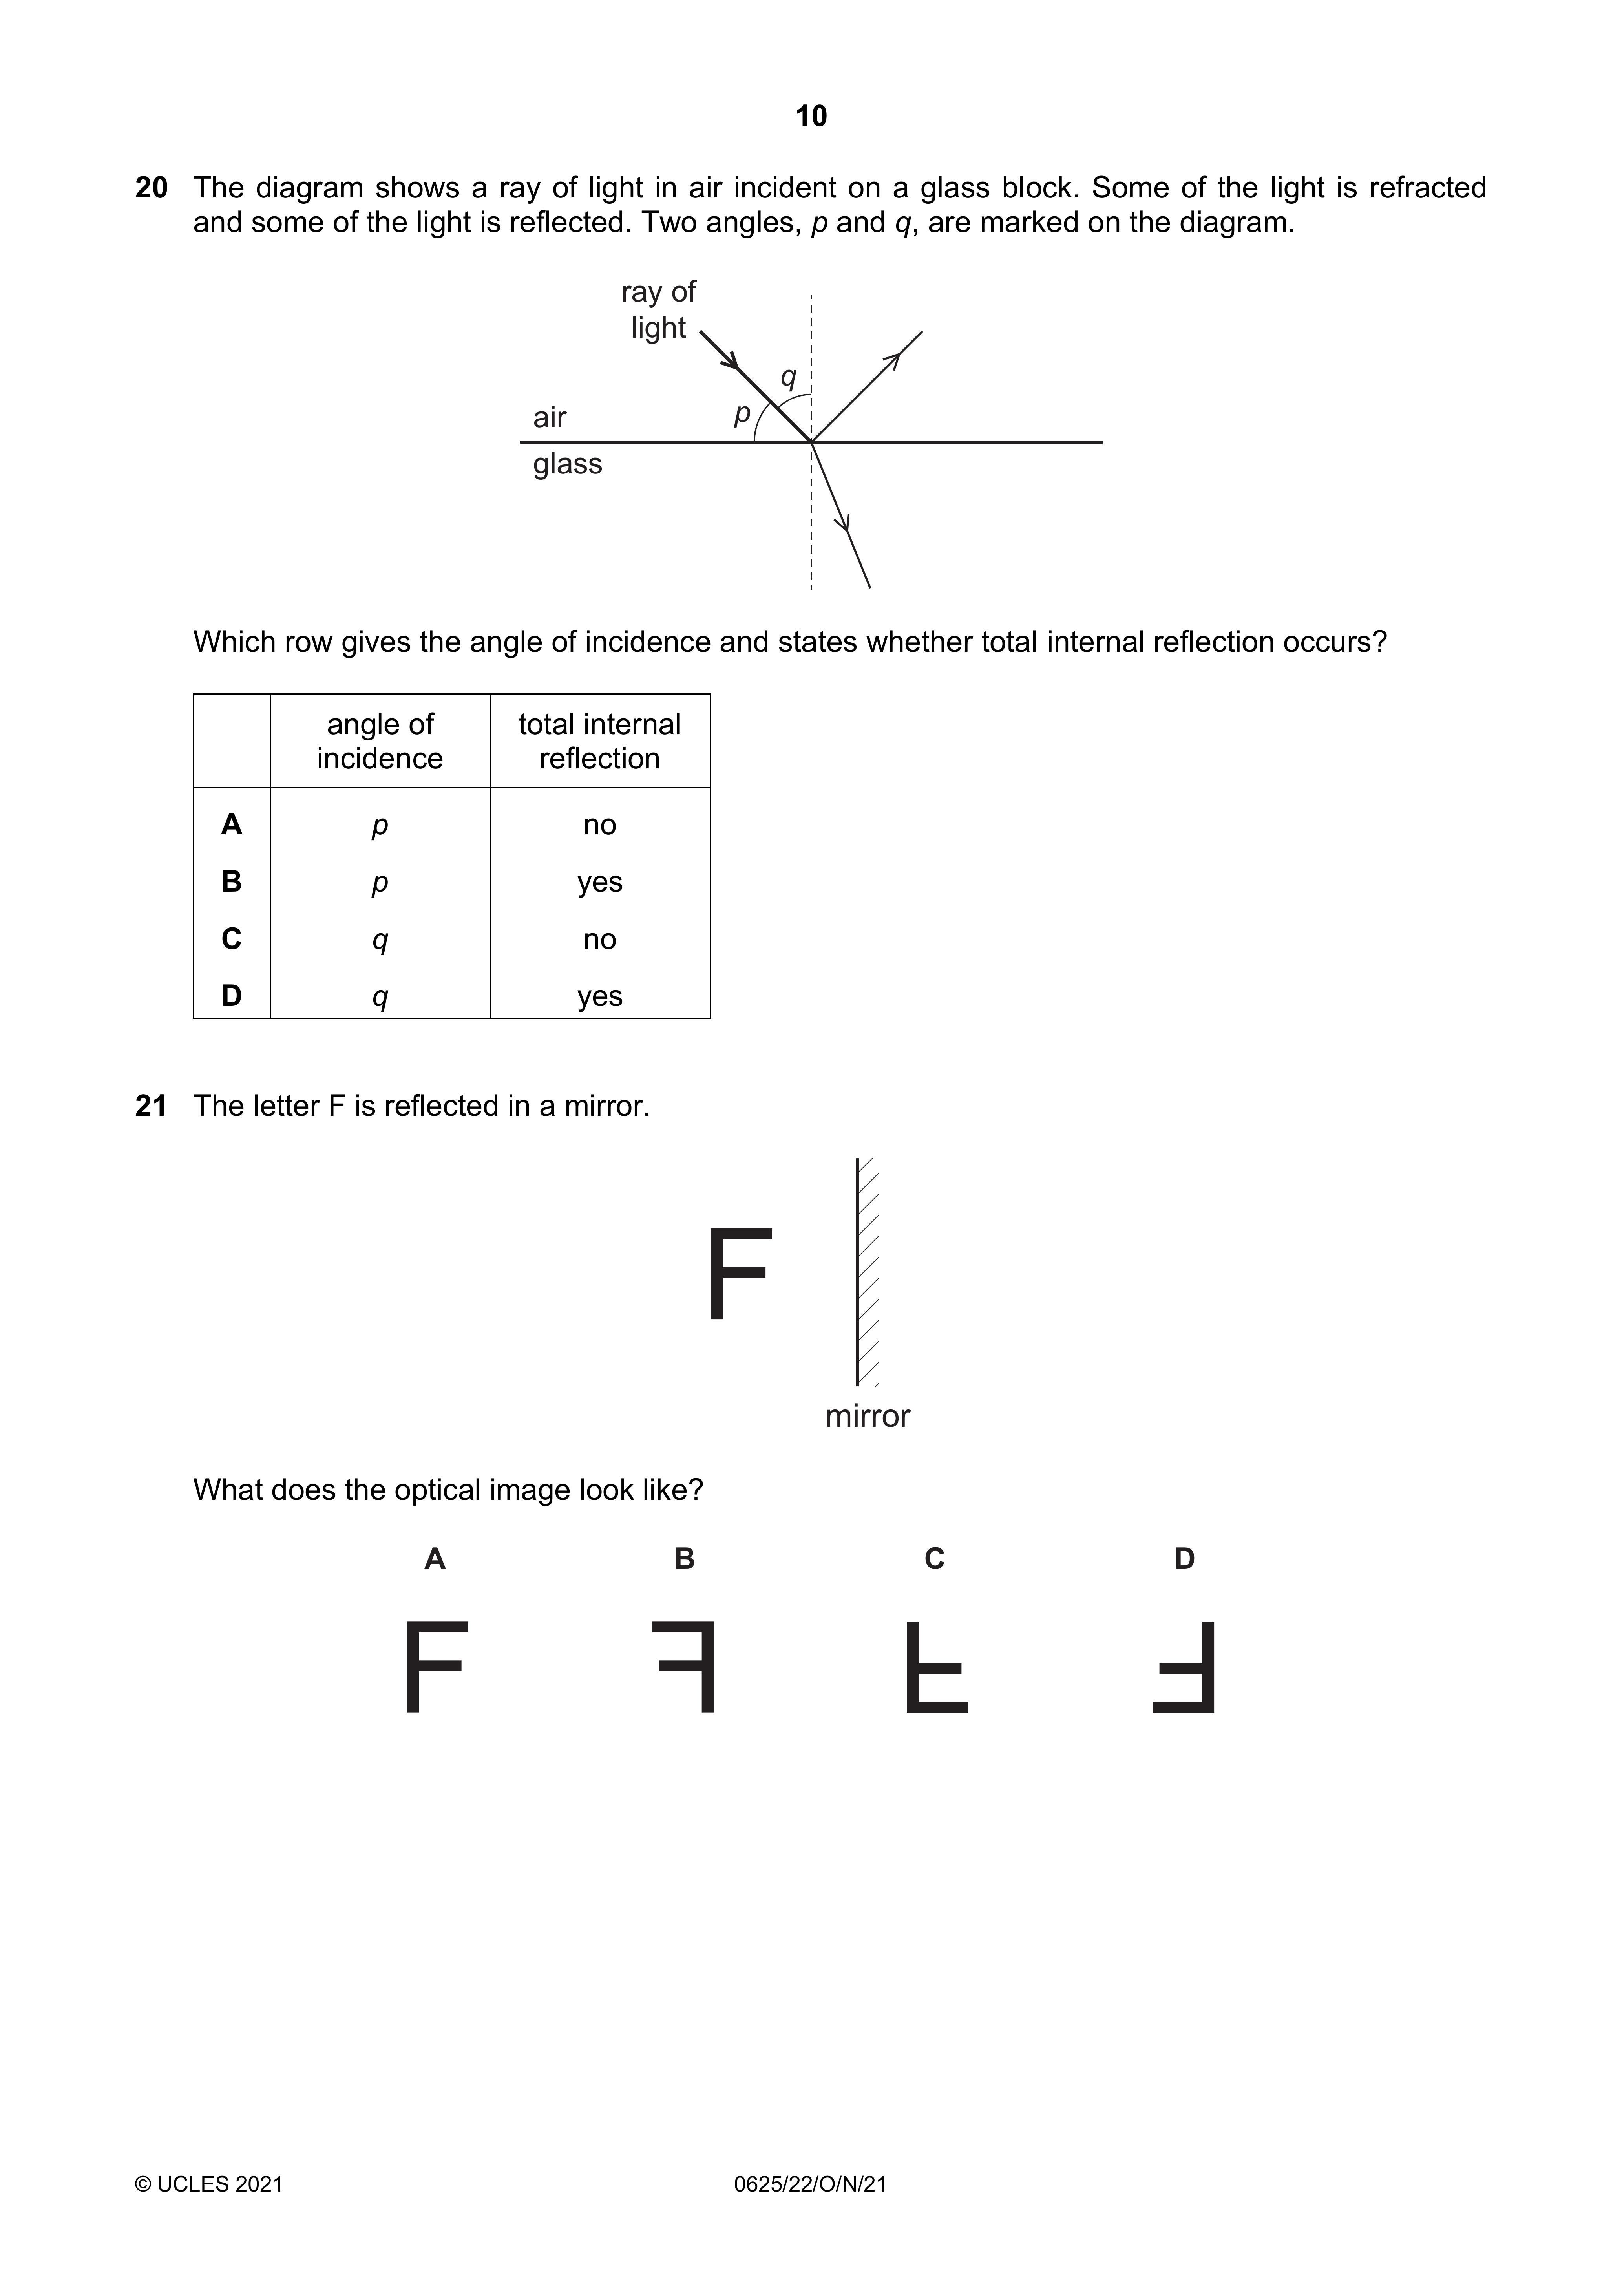 10
20 The diagram shows a ray of light in air incident on a glass block. Some of the light is refracted
and some of the light is reflected. Two angles, p and q, are marked on the diagram.
ray of
light
q
p
air
glass
Which row gives the angle of incidence and states whether total internal reflection occurs?
angle of incidence total internal reflection
A p no
B p yes
C q no
D q yes
21 The letter F is reflected in a mirror.
F
mirror
What does the optical image look like?
A B C D
F
© UCLES 2021 0625/22/O/N/21